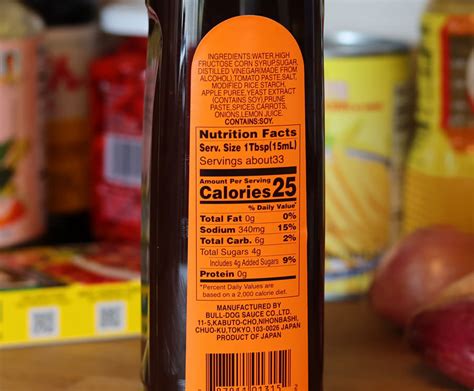 INGREDIENTS:WATER,HIGH
FRUCTOSE CORN SYRUP,SUGAR,
DISTILLED VINEGAR(MADE FROM
ALCOHOL),TOMATO PASTE,SALT,
MODIFIED RICE STARCH,
APPLE PUREE,YEAST EXTRACT
(CONTAINS SOY),PRUNE
PASTE,SPICES,CARROTS,
ONIONS,LEMON JUICE.
CONTAINS:SOY.
Nutrition Facts
Serv. Size 1Tbsp(15mL)
Servings about33
Amount Per Serving
Calories 25
% Daily Value*
Total Fat 0g 0%
Sodium 340mg 15%
Total Carb. 6g 2%
Total Sugars 4g
Includes 4g Added Sugars 9%
Protein 0g
*Percent Daily Values are
based on a 2,000 calorie diet.
MANUFACTURED BY
BULL-DOG SAUCE CO.,LTD.
11-5,KABUTO-CHO,NIHONBASHI,
CHUO-KU,TOKYO,103-0026 JAPAN
PRODUCT OF JAPAN